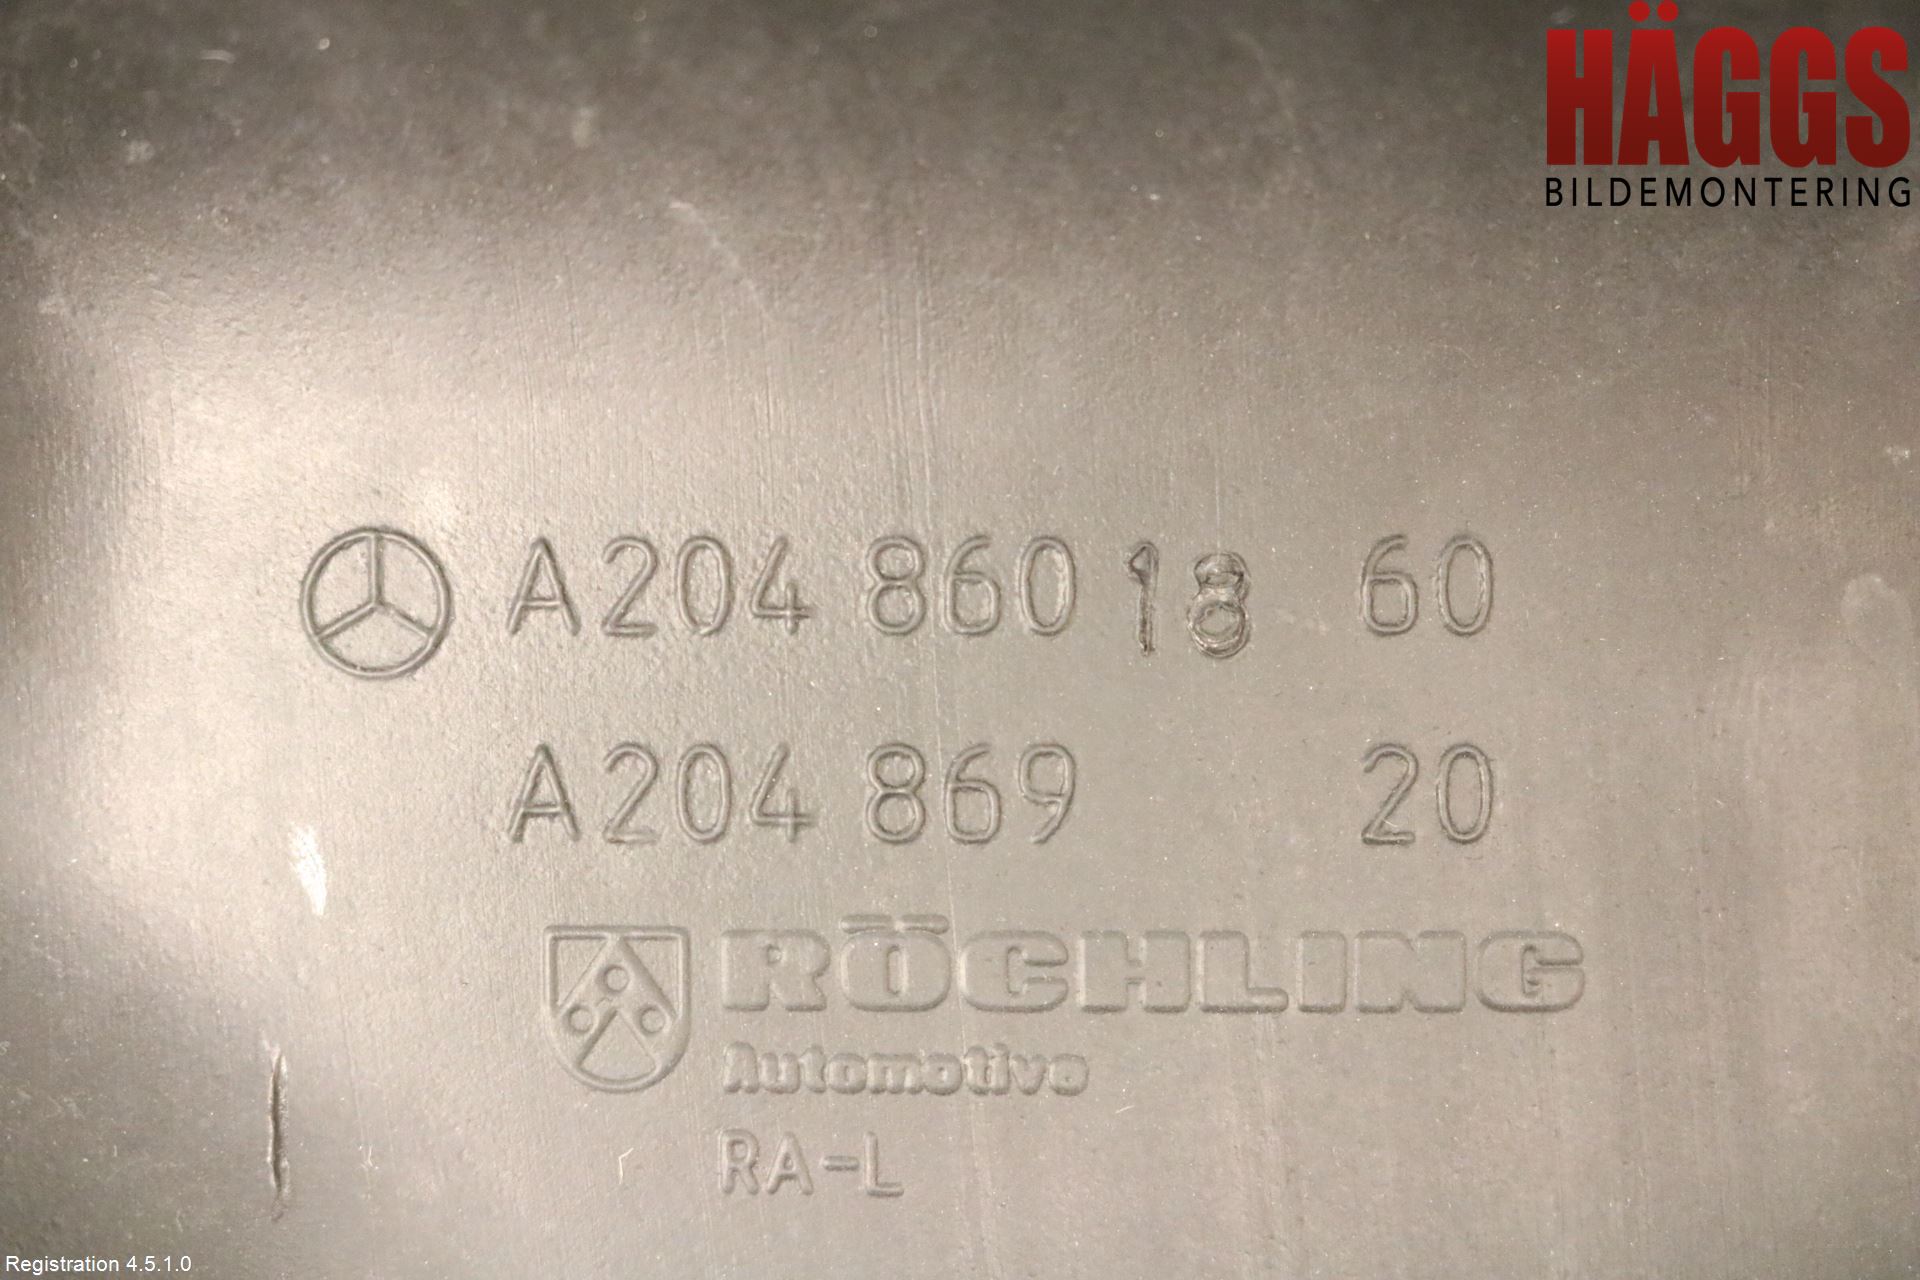 HÄGGS
BILDEMONTERING
A204 860 18 60
A204 869 20
RÖCHLING
Automotive
RA-L
Registration 4.5.1.0